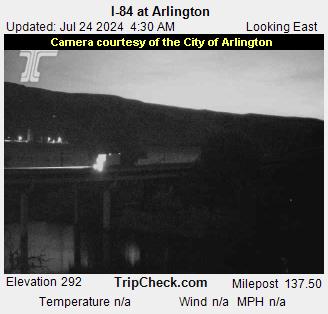 I-84 at Arlington
Updated: Jul 24 2024 4:30 AM Looking East
Camera courtesy of the City of Arlington
Elevation 292 TripCheck.com Milepost 137.50
Temperature n/a Wind n/a MPH n/a